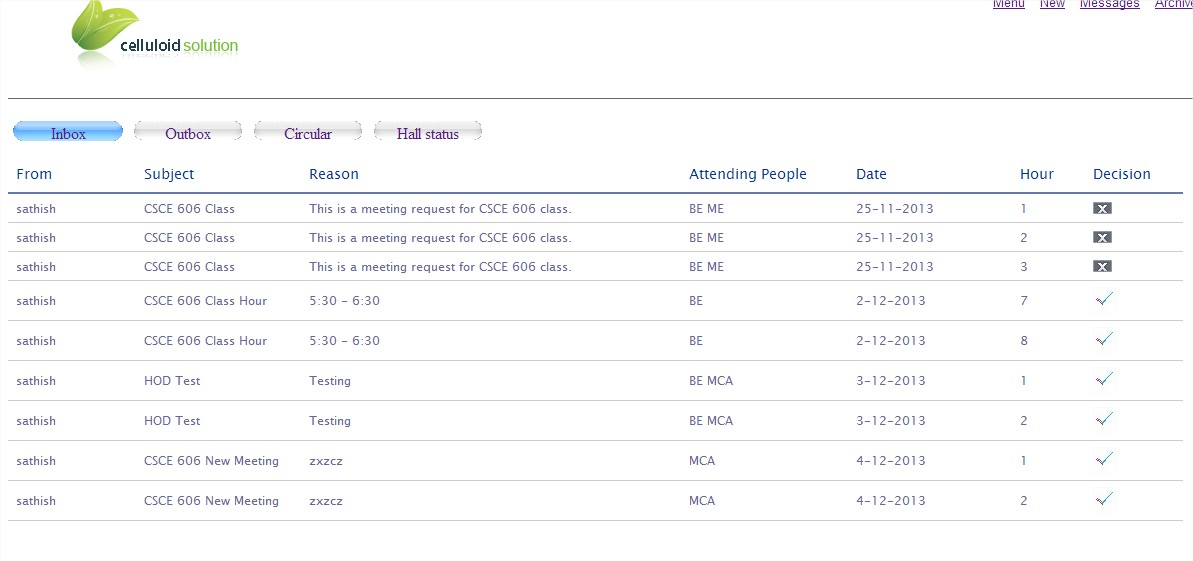 Menu New Messages Archive
celluloid solution
Inbox Outbox Circular Hall status
From Subject Reason Attending People Date Hour Decision
sathish CSCE 606 Class This is a meeting request for CSCE 606 class. BE ME 25-11-2013 1
sathish CSCE 606 Class This is a meeting request for CSCE 606 class. BE ME 25-11-2013 2
sathish CSCE 606 Class This is a meeting request for CSCE 606 class. BE ME 25-11-2013 3
sathish CSCE 606 Class Hour 5:30 - 6:30 BE 2-12-2013 7
sathish CSCE 606 Class Hour 5:30 - 6:30 BE 2-12-2013 8
sathish HOD Test Testing BE MCA 3-12-2013 1
sathish HOD Test Testing BE MCA 3-12-2013 2
sathish CSCE 606 New Meeting zxzcz MCA 4-12-2013 1
sathish CSCE 606 New Meeting zxzcz MCA 4-12-2013 2